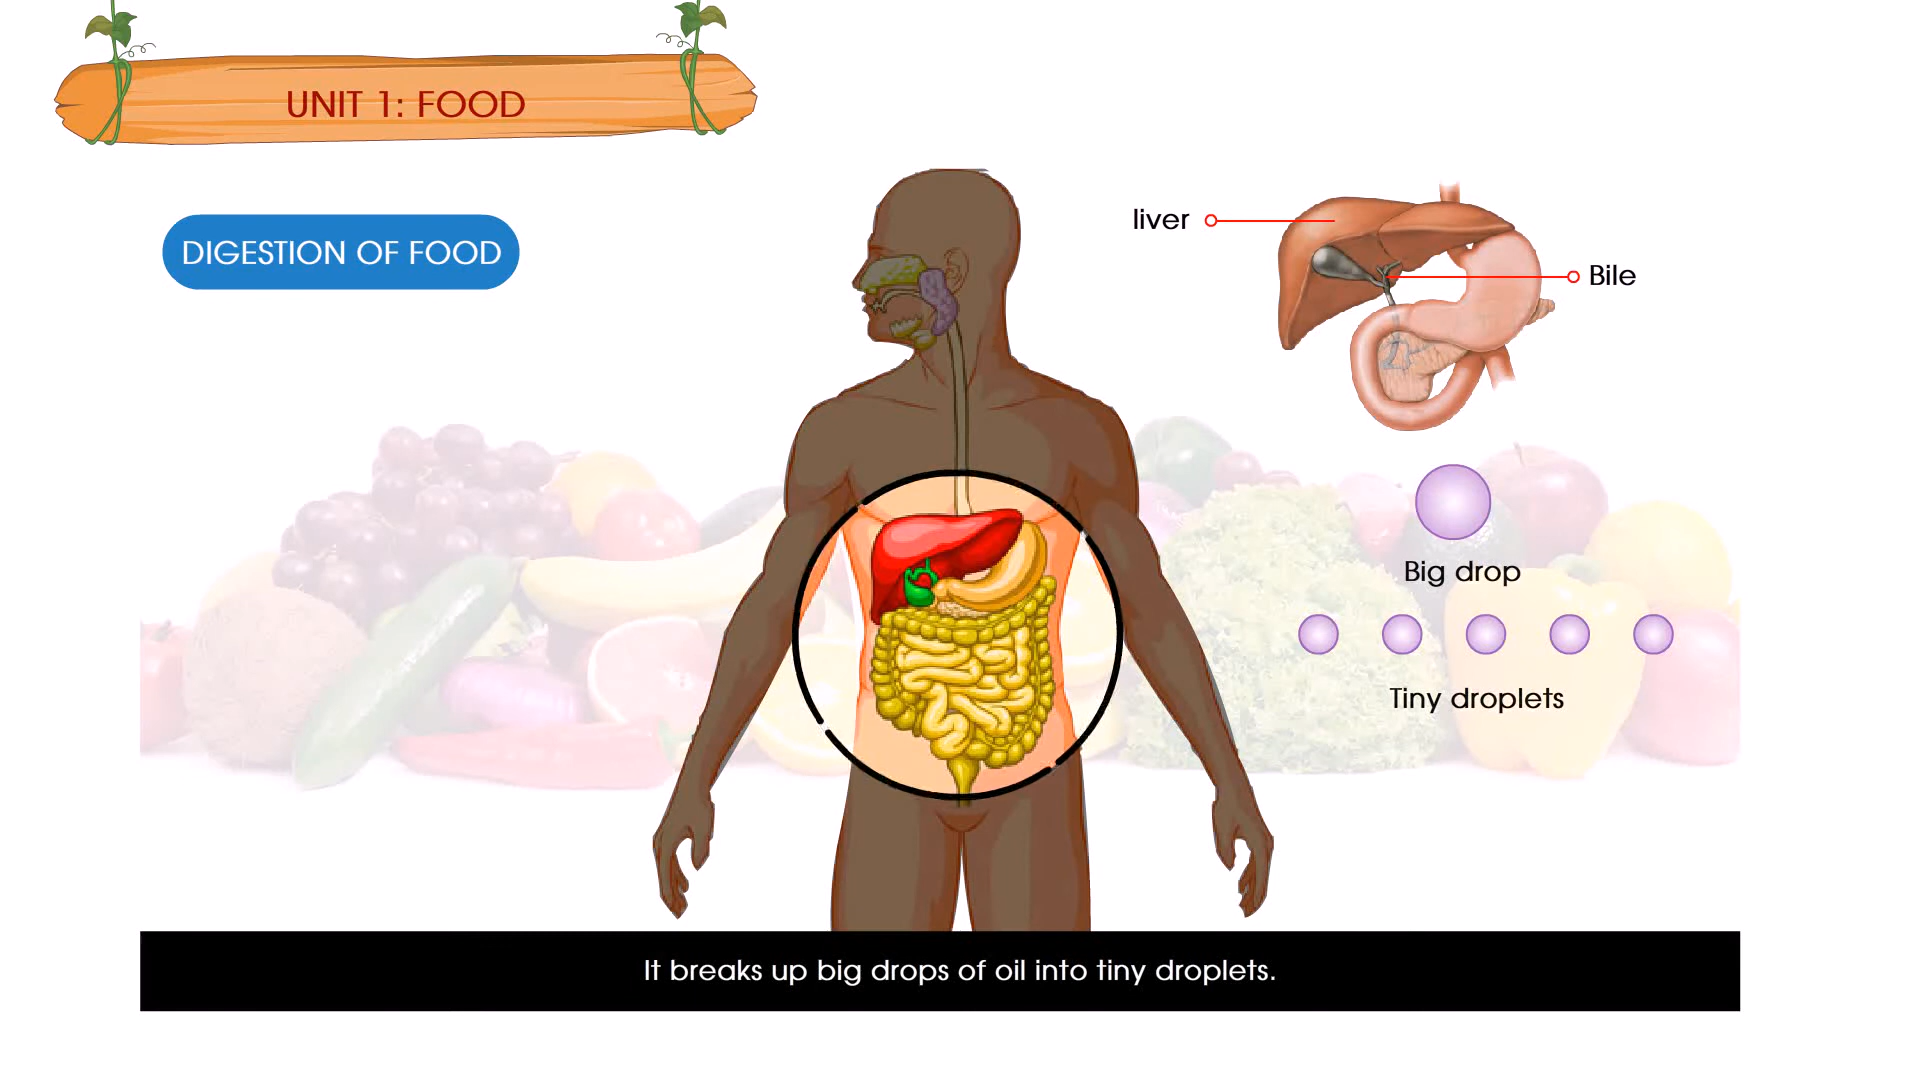 UNIT 1: FOOD
DIGESTION OF FOOD
liver
Bile
Big drop
Tiny droplets
It breaks up big drops of oil into tiny droplets.